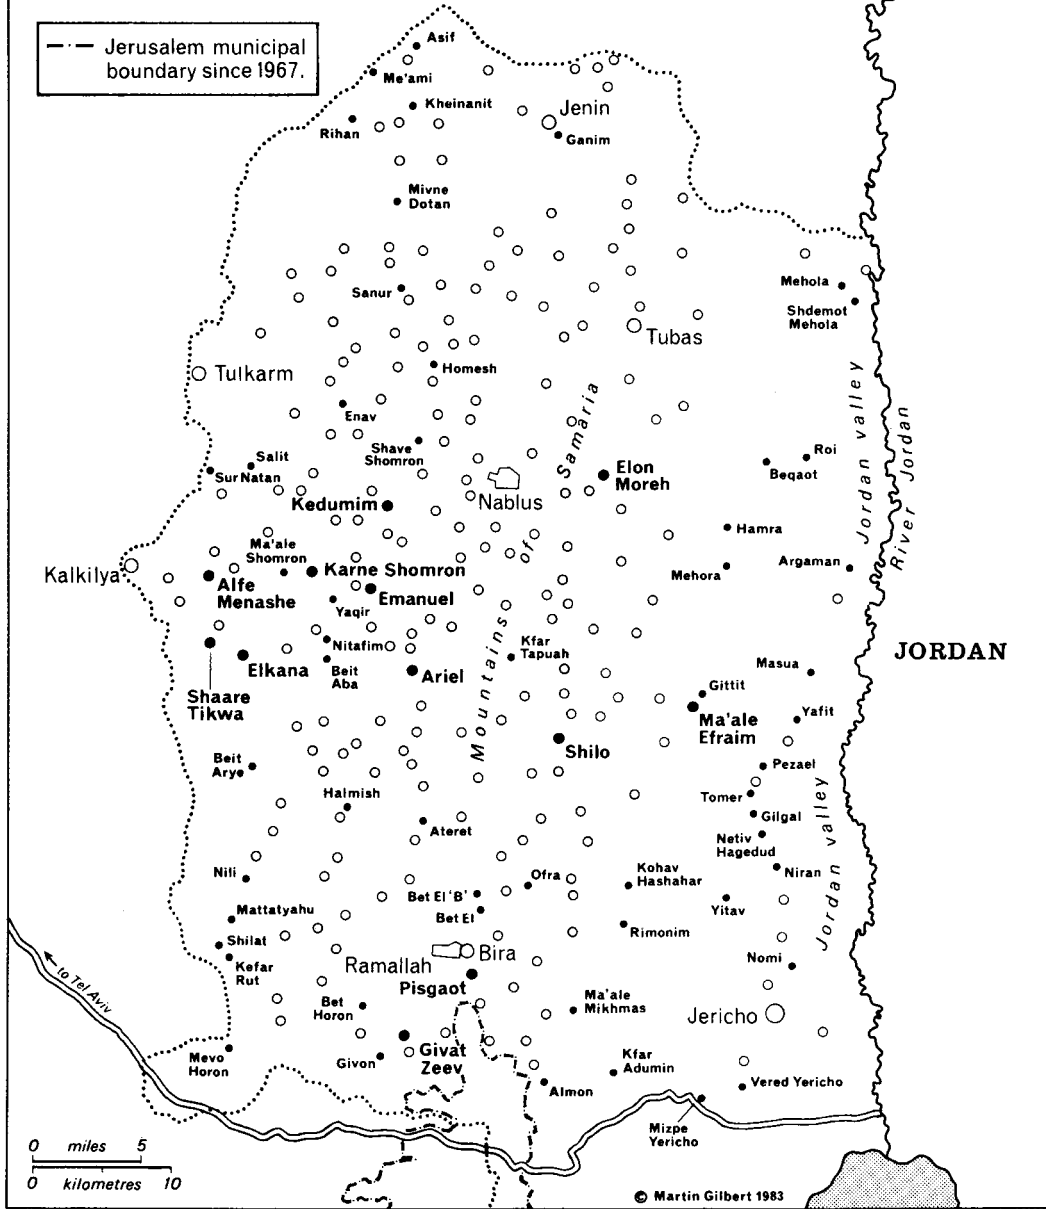 Jerusalem municipal
boundary since 1967.
Asif
Me'ami
Kheinanit
Rihan
Jenin
Ganim
Mivne
Dotan
Sanur
Mehola
Shdemot
Mehola
Tubas
Tulkarm
Homesh
Enav
Shave
Shomron
Salit
Sur Natan
Mountains of Samaria
Elon
Moreh
Roi
Beqaot
Jordan valley
River Jordan
Kedumim
Nablus
Hamra
Ma'ale
Shomron
Kalkilya
Alfe
Menashe
Karne Shomron
Emanuel
Yaqir
Mehora
Argaman
Nitafim
Kfar
Tapuah
JORDAN
Elkana
Beit
Aba
Ariel
Masua
Shaare
Tikwa
Gittit
Ma'ale
Efraim
Yafit
Shilo
Beit
Arye
Pezael
Halmish
Tomer
Jordan valley
Ateret
Gilgal
Netiv
Hagedud
Nili
Ofra
Kohav
Hashahar
Niran
Bet El 'B'
Bet El
Yitav
Mattatyahu
Shilat
Kefar
Rut
Rimonim
Bira
Ramallah
Pisgaot
Nomi
to Tel Aviv
Bet
Horon
Ma'ale
Mikhmas
Jericho
Mevo
Horon
Givon
Givat
Zeev
Kfar
Adumin
Almon
Vered Yericho
Mizpe
Yericho
0 miles 5
0 kilometres 10
© Martin Gilbert 1983